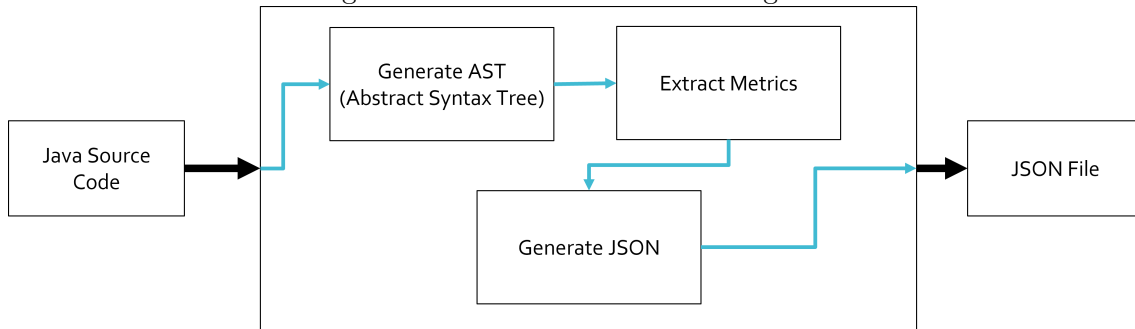 Java Source
Code
Generate AST
(Abstract Syntax Tree)
Extract Metrics
Generate JSON
JSON File